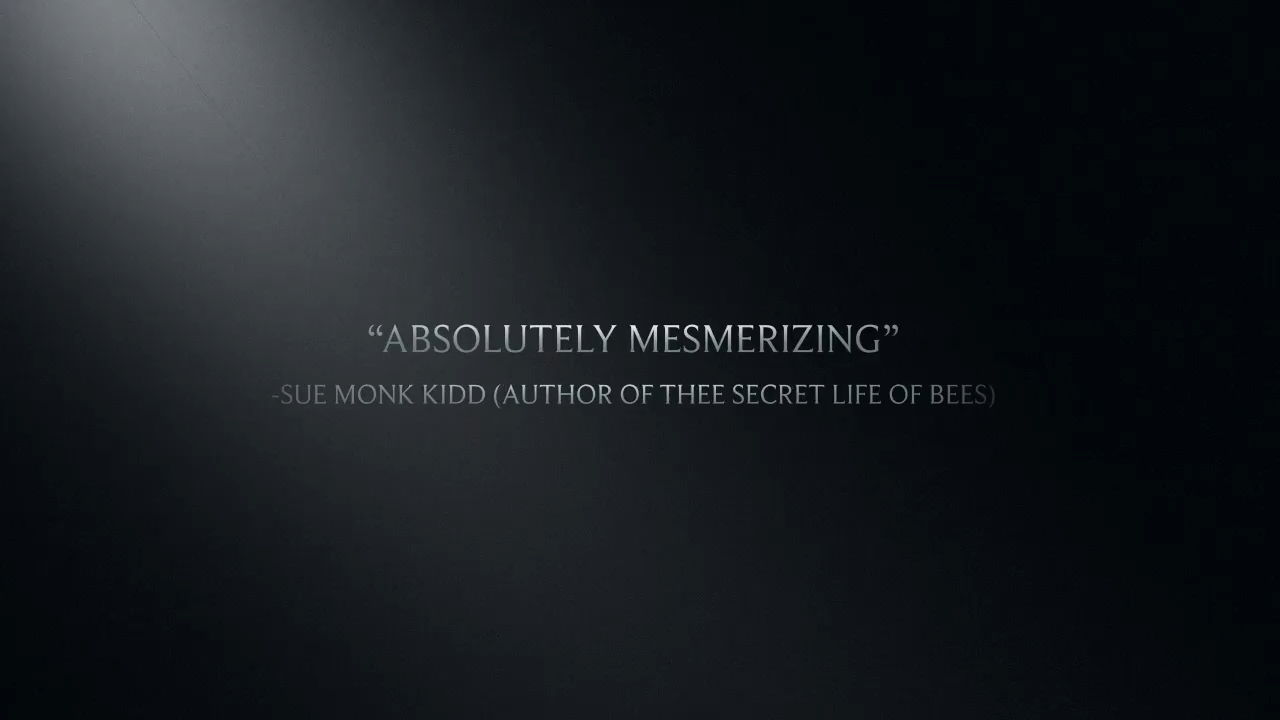 “ABSOLUTELY MESMERIZING”
-SUE MONK KIDD (AUTHOR OF THEE SECRET LIFE OF BEES)